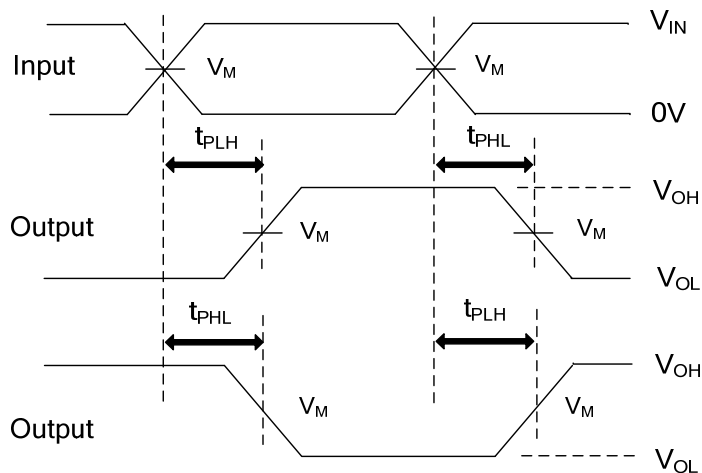 V_IN
Input V_M V_M
0V
t_PLH t_PHL
V_OH
Output V_M V_M
V_OL
t_PHL t_PLH
V_OH
V_M V_M
Output
V_OL